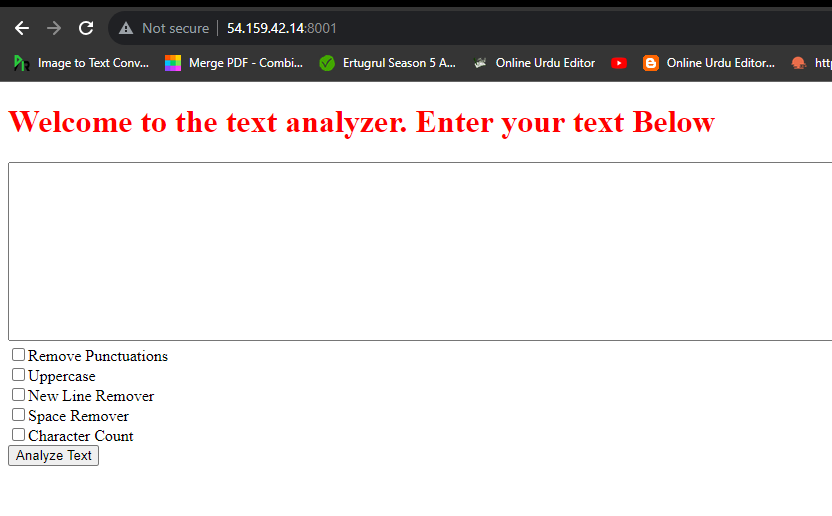 Not secure 54.159.42.14:8001
Image to Text Conv... Merge PDF - Combi... Ertugrul Season 5 A... Online Urdu Editor Online Urdu Editor... http
Welcome to the text analyzer. Enter your text Below
Remove Punctuations
Uppercase
New Line Remover
Space Remover
Character Count
Analyze Text